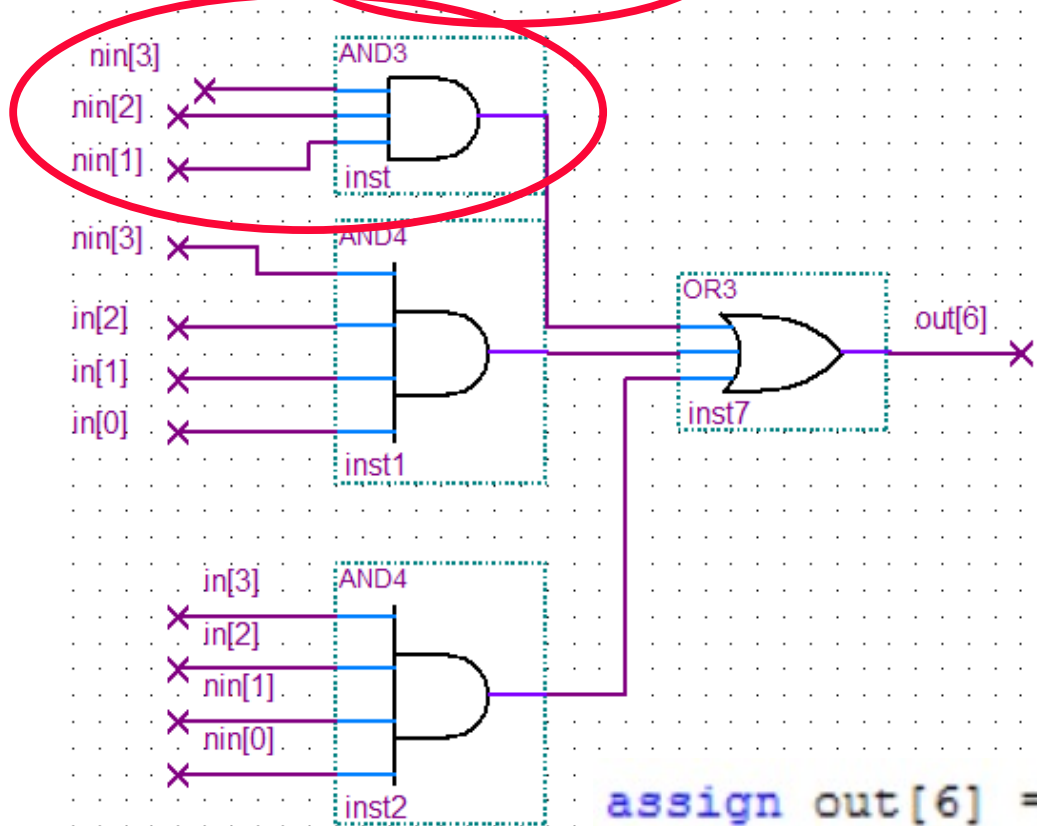 nin[3]
AND3
nin[2]
nin[1]
inst
nin[3]
AND4
in[2]
in[1]
in[0]
inst1
OR3
out[6]
inst7
in[3]
AND4
in[2]
nin[1]
nin[0]
inst2
assign out[6] =